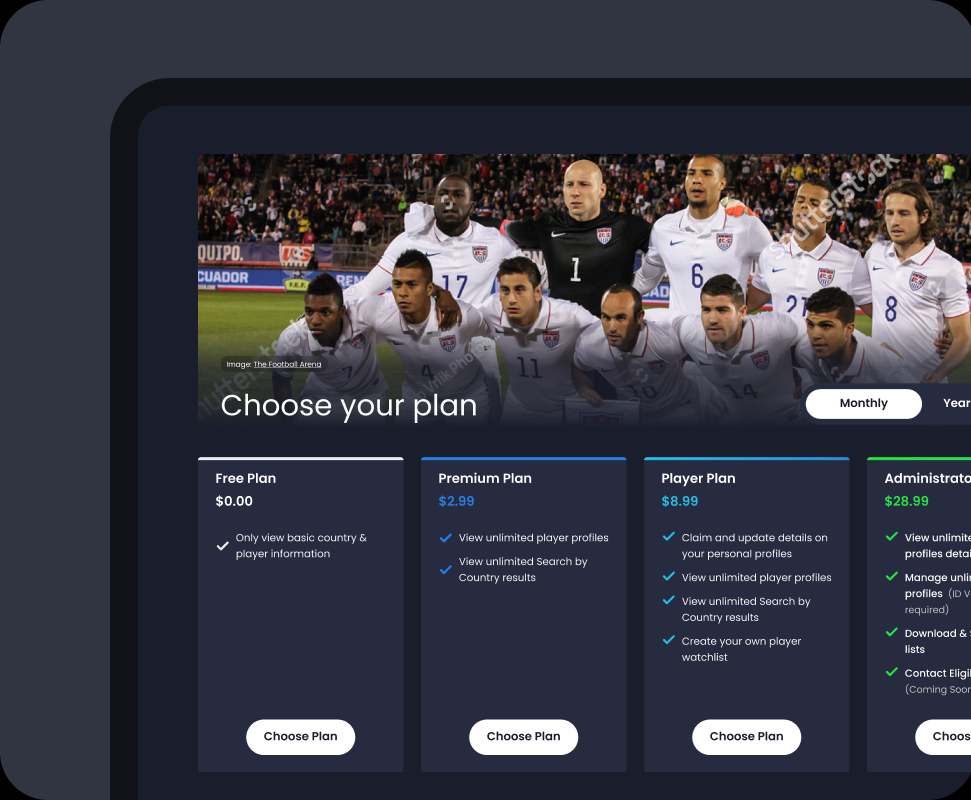 shutterstock
QUIPO.
CUADOR
F.E.F.
17
1
6
21
8
7
4
11
10
14
Image: The Football Arena
Choose your plan
Monthly
Year
Free Plan
$0.00
Only view basic country &
player information
Choose Plan
Premium Plan
$2.99
View unlimited player profiles
View unlimited Search by
Country results
Choose Plan
Player Plan
$8.99
Claim and update details on
your personal profiles
View unlimited player profiles
View unlimited Search by
Country results
Create your own player
watchlist
Choose Plan
Administrato
$28.99
View unlimite
profiles detai
Manage unli
profiles (ID V
required)
Download & S
lists
Contact Eligi
(Coming Soon
Choos